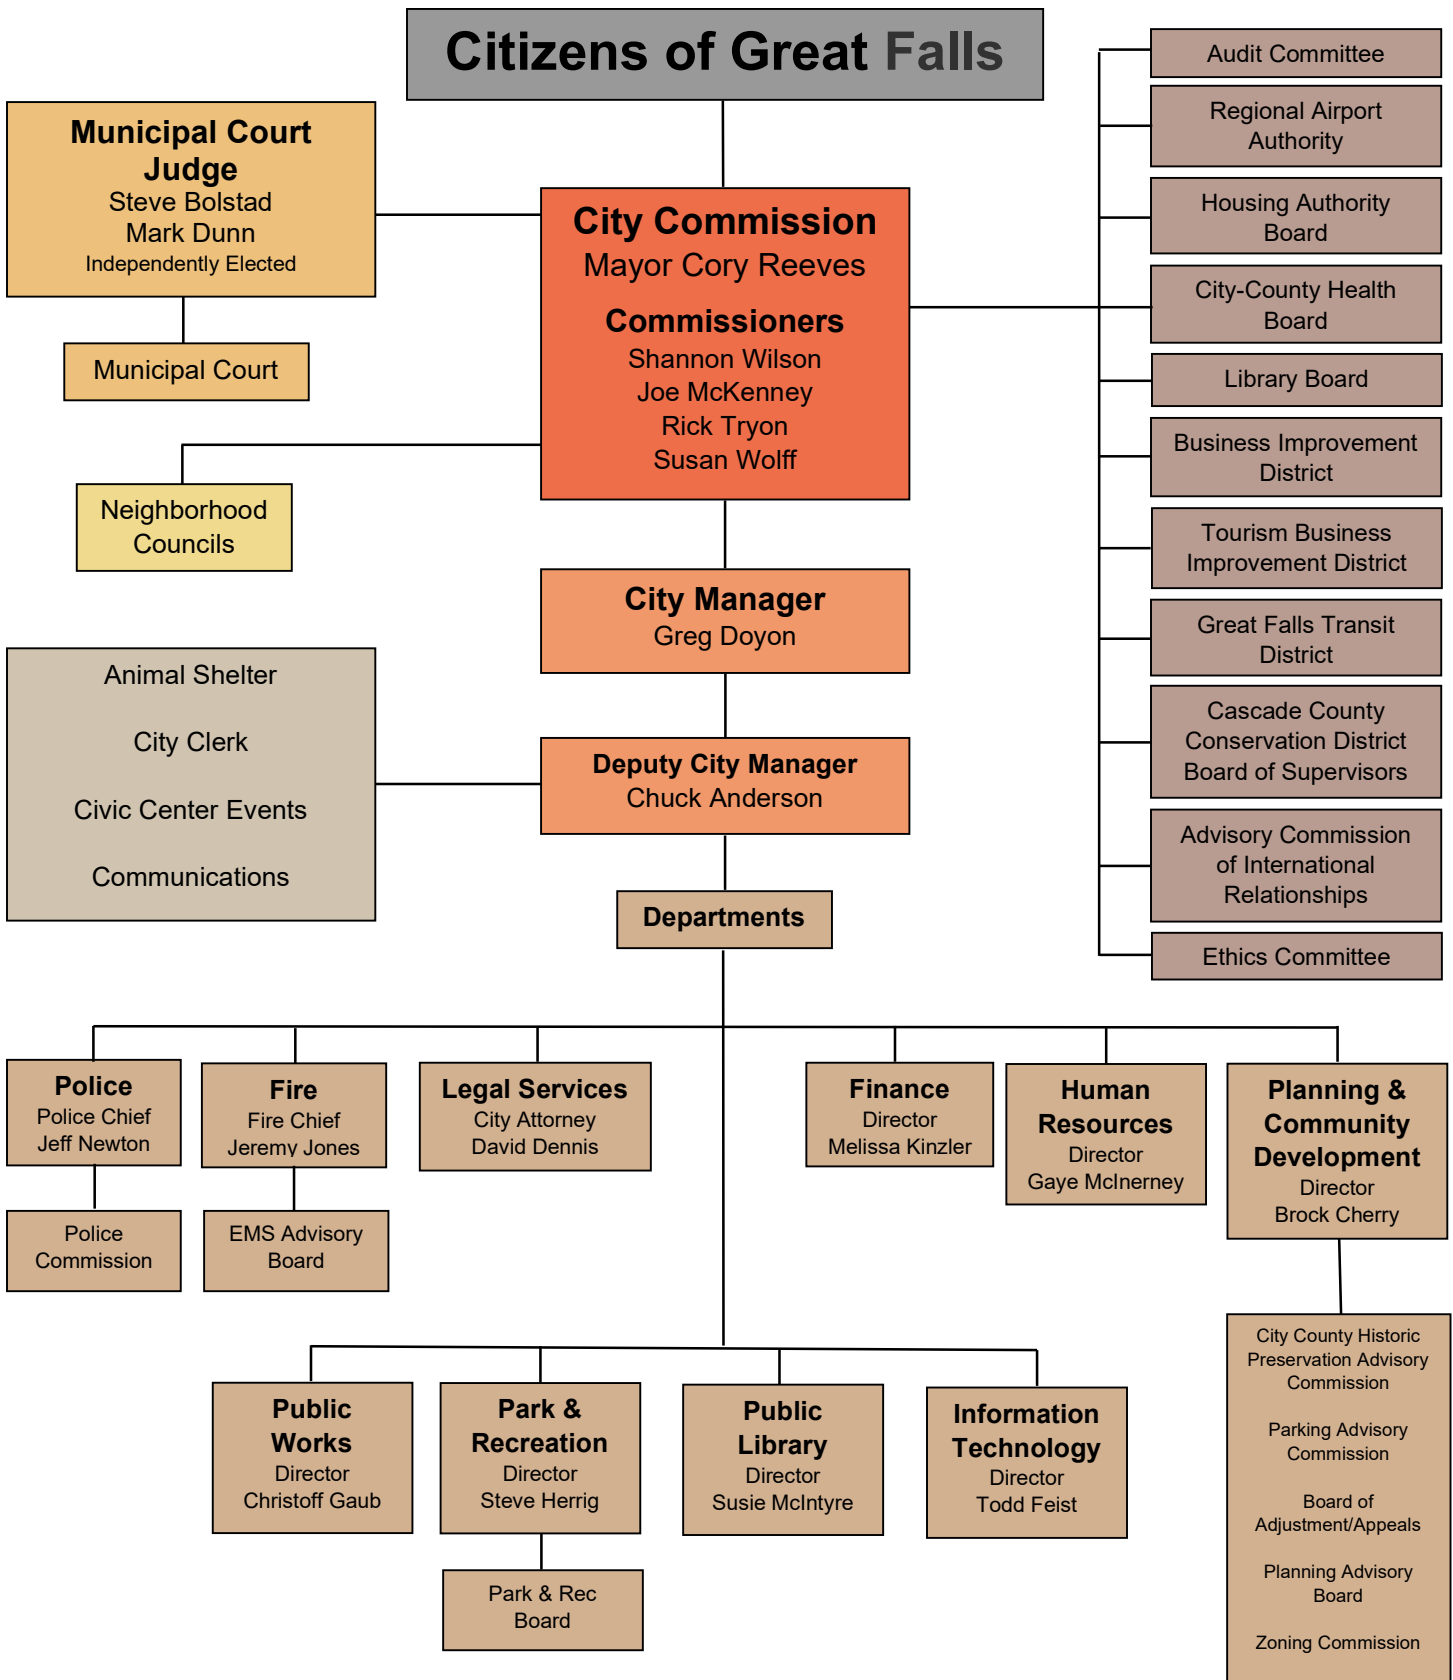 Citizens of Great Falls
Municipal Court
Judge
Steve Bolstad
Mark Dunn
Independently Elected
Municipal Court
Neighborhood
Councils
City Commission
Mayor Cory Reeves
Commissioners
Shannon Wilson
Joe McKenney
Rick Tryon
Susan Wolff
City Manager
Greg Doyon
Deputy City Manager
Chuck Anderson
Animal Shelter
City Clerk
Civic Center Events
Communications
Audit Committee
Regional Airport
Authority
Housing Authority
Board
City-County Health
Board
Library Board
Business Improvement
District
Tourism Business
Improvement District
Great Falls Transit
District
Cascade County
Conservation District
Board of Supervisors
Advisory Commission
of International
Relationships
Ethics Committee
Departments
Police
Police Chief
Jeff Newton
Police
Commission
Fire
Fire Chief
Jeremy Jones
EMS Advisory
Board
Legal Services
City Attorney
David Dennis
Finance
Director
Melissa Kinzler
Human
Resources
Director
Gaye McInerney
Planning &
Community
Development
Director
Brock Cherry
City County Historic
Preservation Advisory
Commission
Parking Advisory
Commission
Board of
Adjustment/Appeals
Planning Advisory
Board
Zoning Commission
Public
Works
Director
Christoff Gaub
Park &
Recreation
Director
Steve Herrig
Park & Rec
Board
Public
Library
Director
Susie McIntyre
Information
Technology
Director
Todd Feist